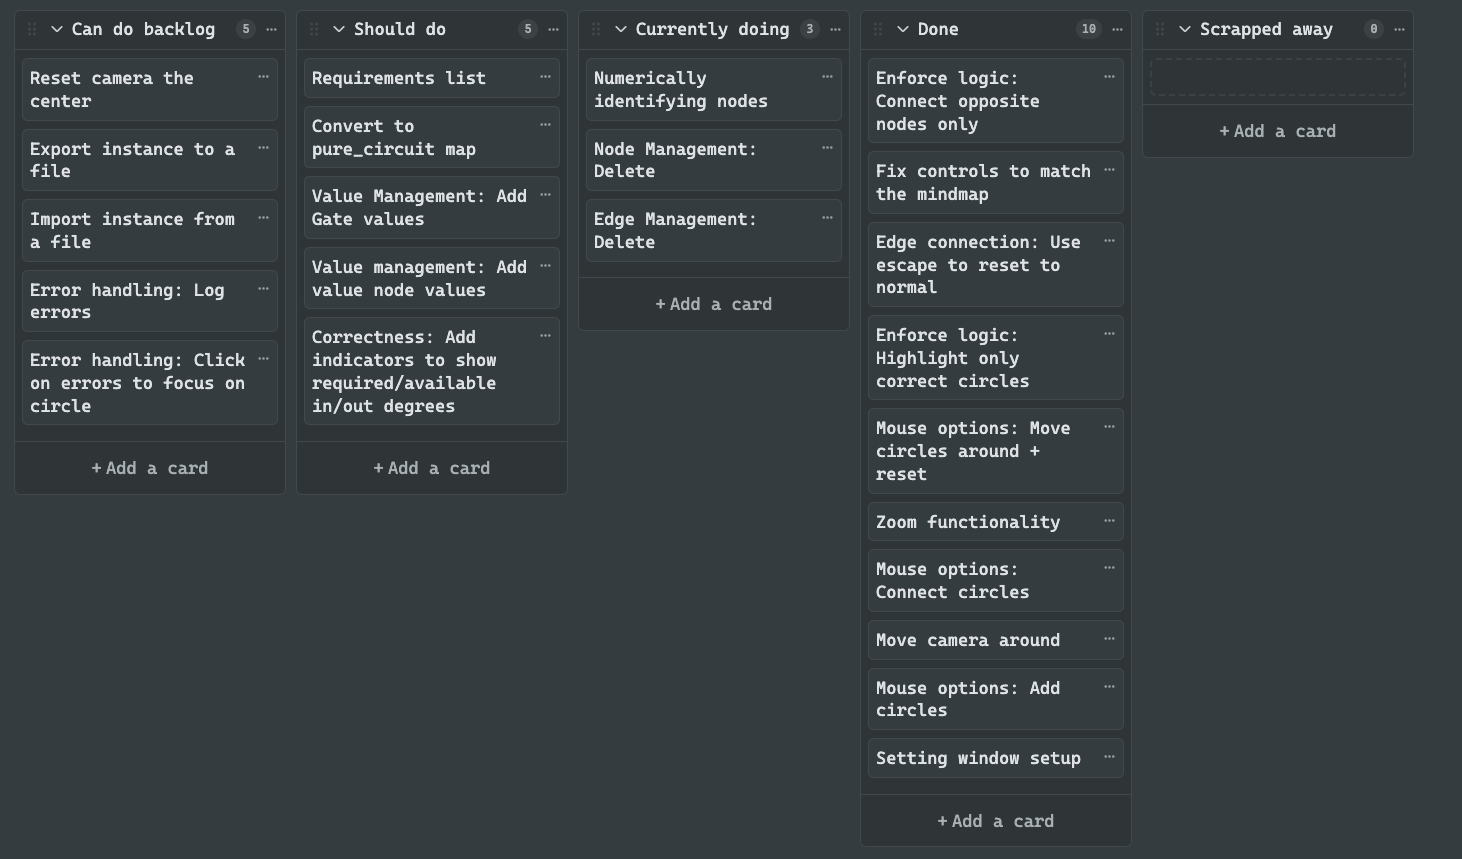 Can do backlog 5
Reset camera the
center
Export instance to a
file
Import instance from
a file
Error handling: Log
errors
Error handling: Click
on errors to focus on
circle
+ Add a card
Should do 5
Requirements list
Convert to
pure_circuit map
Value Management: Add
Gate values
Value management: Add
value node values
Correctness: Add
indicators to show
required/available
in/out degrees
+ Add a card
Currently doing 3
Numerically
identifying nodes
Node Management:
Delete
Edge Management:
Delete
+ Add a card
Done 10
Enforce logic:
Connect opposite
nodes only
Fix controls to match
the mindmap
Edge connection: Use
escape to reset to
normal
Enforce logic:
Highlight only
correct circles
Mouse options: Move
circles around +
reset
Zoom functionality
Mouse options:
Connect circles
Move camera around
Mouse options: Add
circles
Setting window setup
+ Add a card
Scrapped away 0
+ Add a card